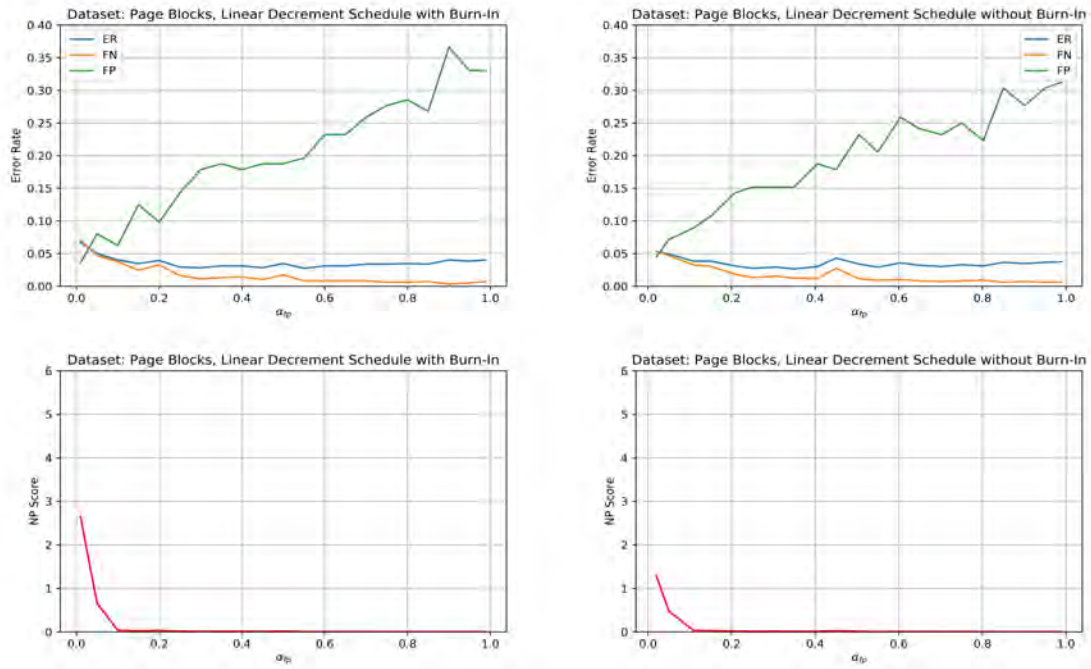 Dataset: Page Blocks, Linear Decrement Schedule with Burn-In
0.40
0.35
0.30
0.25
0.20
0.15
0.10
0.05
0.00
Error Rate
ER
FN
FP
0.0 0.2 0.4 0.6 0.8 1.0
α_fp
Dataset: Page Blocks, Linear Decrement Schedule without Burn-In
0.40
0.35
0.30
0.25
0.20
0.15
0.10
0.05
0.00
Error Rate
ER
FN
FP
0.0 0.2 0.4 0.6 0.8 1.0
α_fp
Dataset: Page Blocks, Linear Decrement Schedule with Burn-In
6
5
4
3
2
1
0
NP Score
0.0 0.2 0.4 0.6 0.8 1.0
α_fp
Dataset: Page Blocks, Linear Decrement Schedule without Burn-In
6
5
4
3
2
1
0
NP Score
0.0 0.2 0.4 0.6 0.8 1.0
α_fp